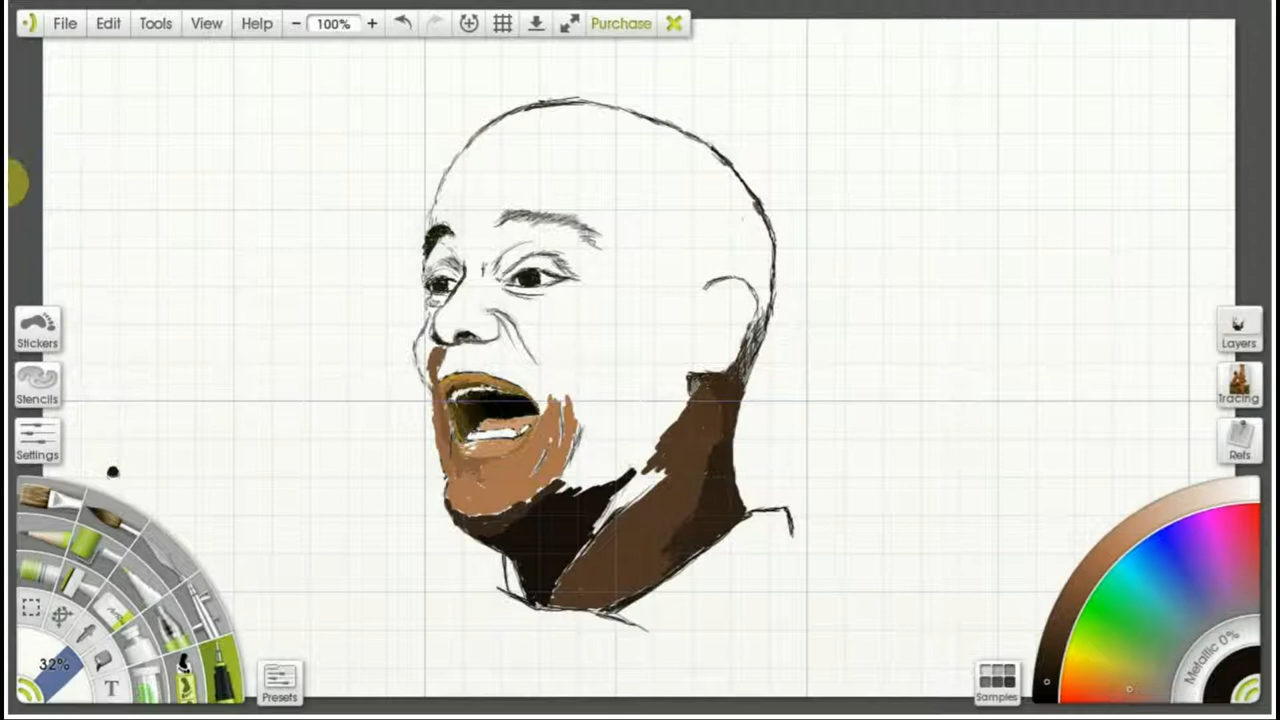 File Edit Tools View Help − 100% + Purchase
Stickers
Stencils
Settings
Layers
Tracing
Refs
32%
T
Presets
Samples
Metallic 0%